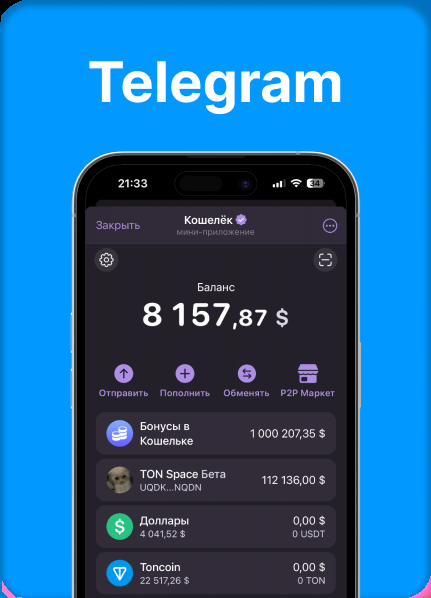 Telegram
21:33
34
Закрыть
Кошелёк
мини-приложение
Баланс
8 157,87 $
Отправить Пополнить Обменять P2P Маркет
Бонусы в
Кошельке
1 000 207,35 $
TON Space Бета
UQDK...NQDN
112 136,00 $
Доллары 0,00 $
4 041,52 $ 0 USDT
Toncoin 0,00 $
22 517,26 $ 0 TON